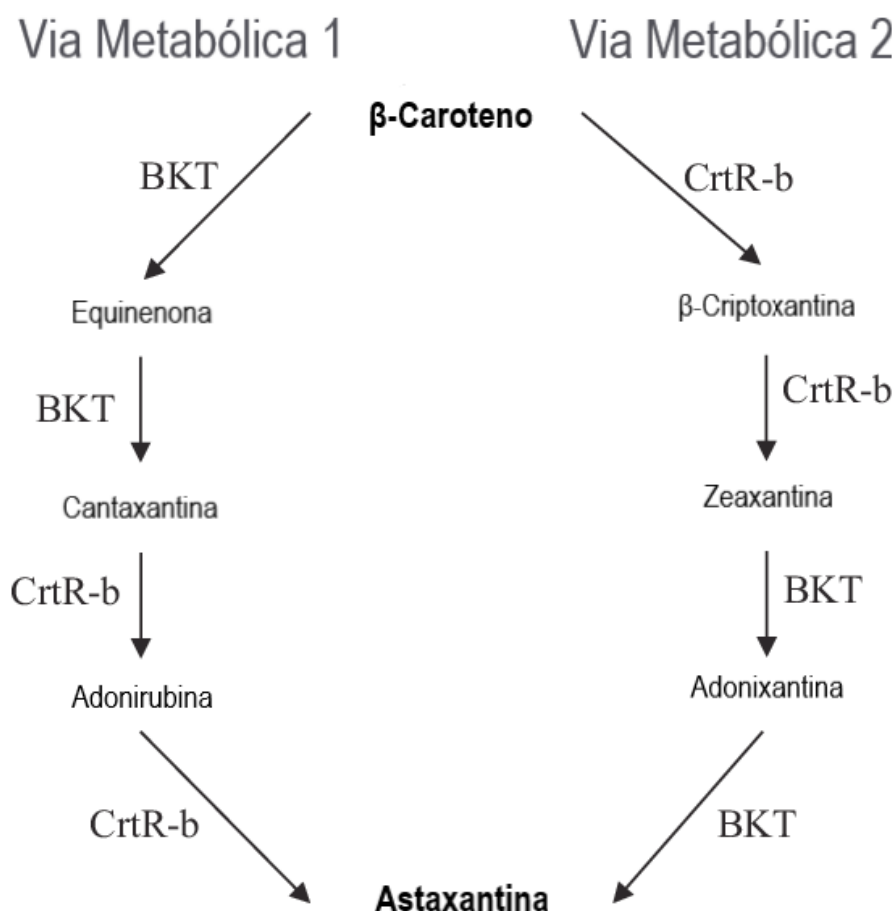 Via Metabólica 1
Via Metabólica 2
β-Caroteno
BKT
CrtR-b
Equinenona
β-Criptoxantina
BKT
CrtR-b
Cantaxantina
Zeaxantina
CrtR-b
BKT
Adonirubina
Adonixantina
CrtR-b
BKT
Astaxantina